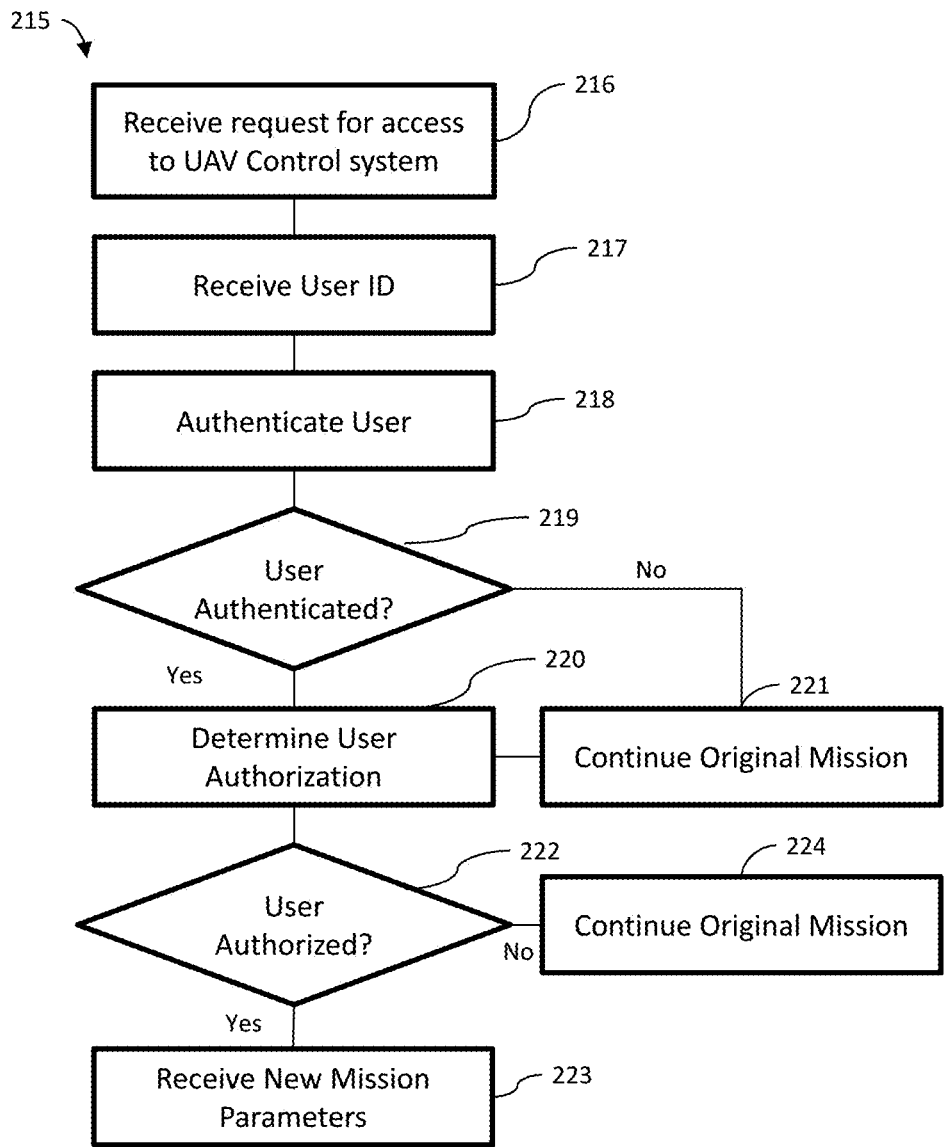 215
216
Receive request for access
to UAV Control system
217
Receive User ID
218
Authenticate User
219
User
Authenticated?
No
Yes
220
221
Determine User
Authorization
Continue Original Mission
222
224
User
Authorized?
No
Continue Original Mission
Yes
223
Receive New Mission
Parameters